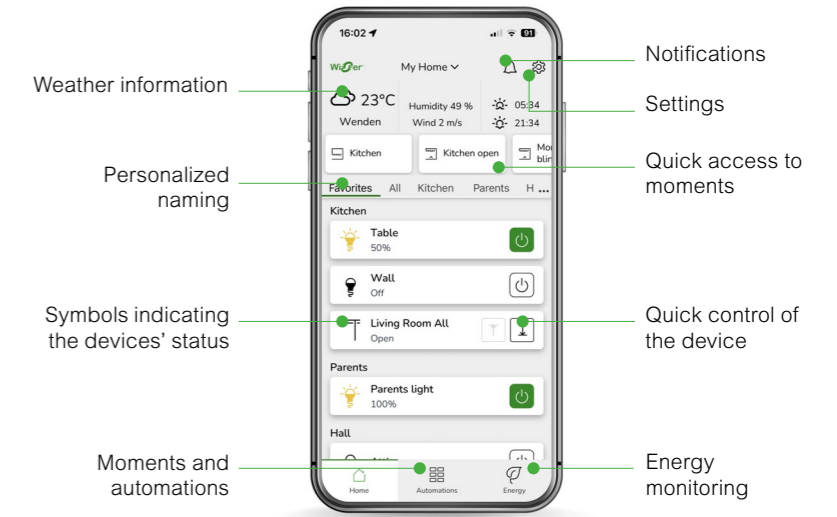 16:02
91
Wiser
My Home
23°C
Wenden
Humidity 49 %
Wind 2 m/s
05:34
21:34
Kitchen
Kitchen open
Favorites All Kitchen Parents H ...
Kitchen
Table
50%
Wall
Off
Living Room All
Open
Parents
Parents light
100%
Hall
Home
Automations
Energy
Weather information
Personalized
naming
Symbols indicating
the devices' status
Moments and
automations
Notifications
Settings
Quick access to
moments
Quick control of
the device
Energy
monitoring